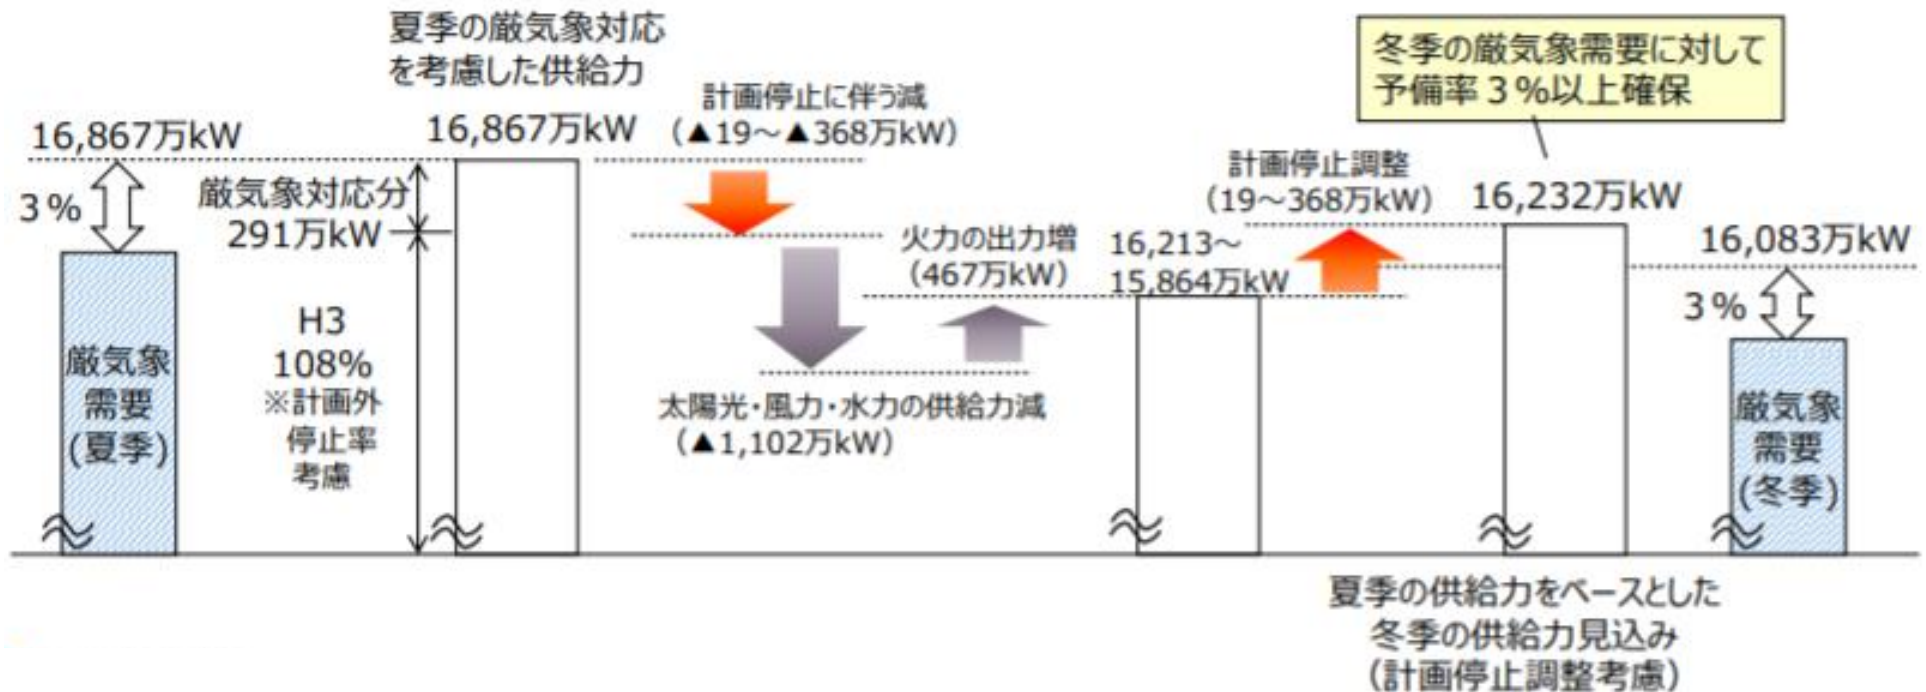 夏季の厳気象対応
を考慮した供給力
冬季の厳気象需要に対して
予備率3%以上確保
計画停止に伴う減
(▲19~▲368万kW)
16,867万kW
16,867万kW
3%
厳気象対応分
291万kW
計画停止調整
(19~368万kW)
16,232万kW
火力の出力増
(467万kW)
16,213~
15,864万kW
16,083万kW
3%
H3
108%
※計画外
停止率
考慮
厳気象
需要
(夏季)
太陽光・風力・水力の供給力減
(▲1,102万kW)
厳気象
需要
(冬季)
夏季の供給力をベースとした
冬季の供給力見込み
(計画停止調整考慮)